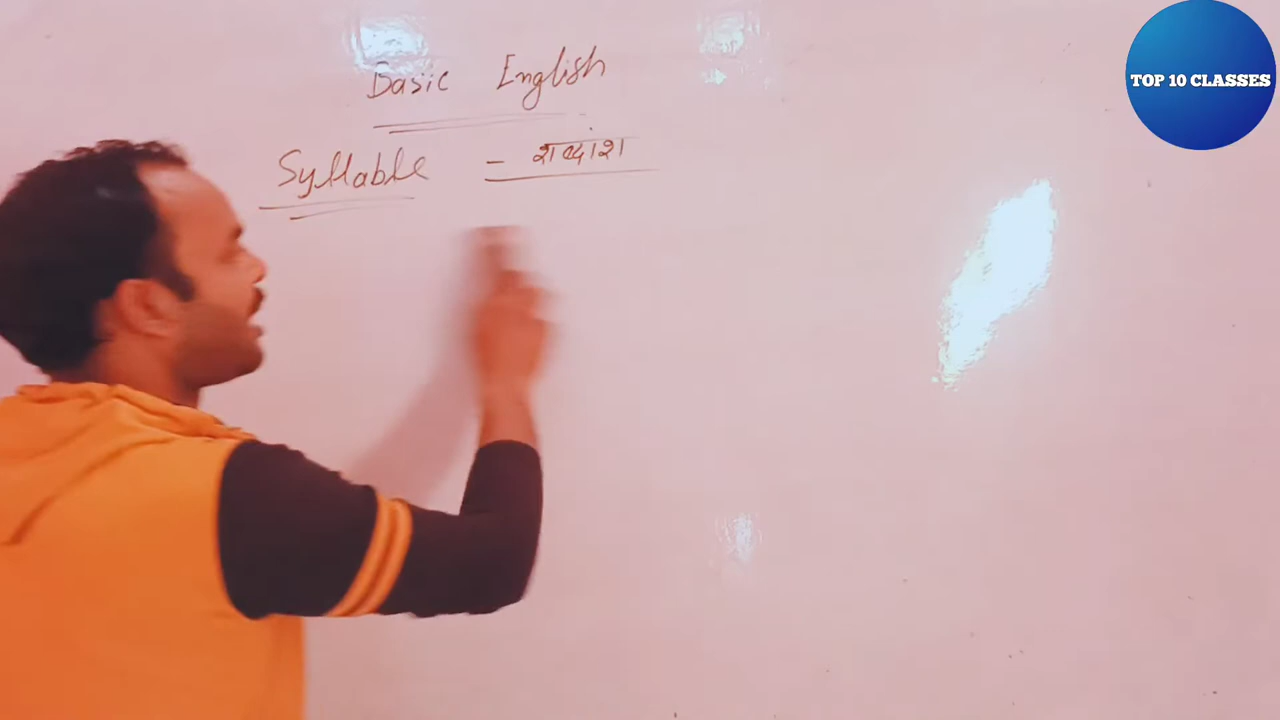 Basic English
Syllable - शब्दांश
TOP 10 CLASSES